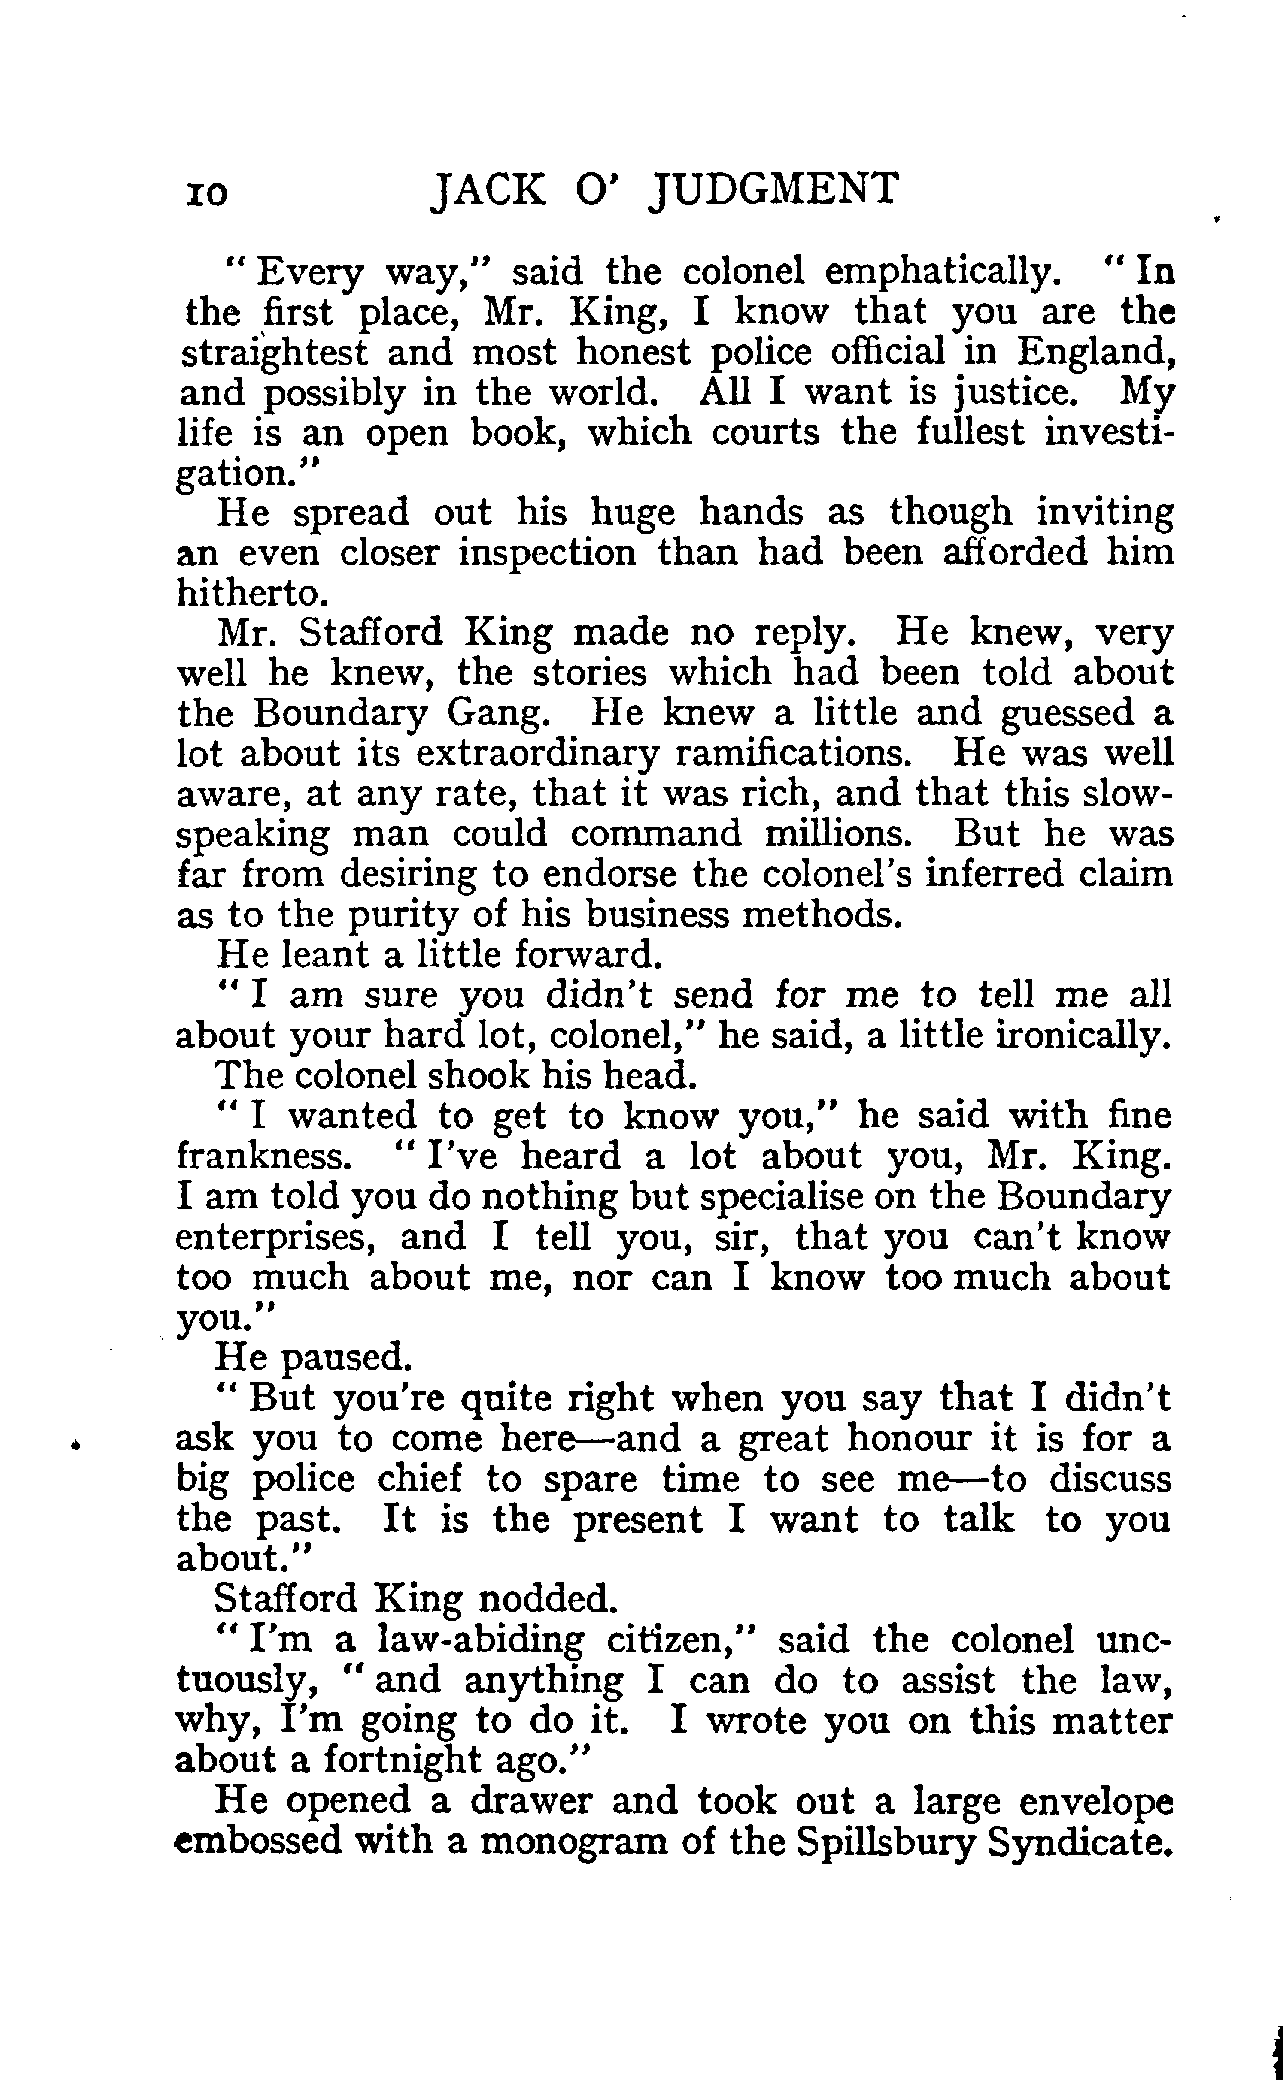 10 JACK O' JUDGMENT
"Every way," said the colonel emphatically. "In
the first place, Mr. King, I know that you are the
straightest and most honest police official in England,
and possibly in the world. All I want is justice. My
life is an open book, which courts the fullest investi-
gation."
He spread out his huge hands as though inviting
an even closer inspection than had been afforded him
hitherto.
Mr. Stafford King made no reply. He knew, very
well he knew, the stories which had been told about
the Boundary Gang. He knew a little and guessed a
lot about its extraordinary ramifications. He was well
aware, at any rate, that it was rich, and that this slow-
speaking man could command millions. But he was
far from desiring to endorse the colonel's inferred claim
as to the purity of his business methods.
He leant a little forward.
"I am sure you didn't send for me to tell me all
about your hard lot, colonel," he said, a little ironically.
The colonel shook his head.
"I wanted to get to know you," he said with fine
frankness. "I've heard a lot about you, Mr. King.
I am told you do nothing but specialise on the Boundary
enterprises, and I tell you, sir, that you can't know
too much about me, nor can I know too much about
you."
He paused.
"But you're quite right when you say that I didn't
ask you to come here—and a great honour it is for a
big police chief to spare time to see me—to discuss
the past. It is the present I want to talk to you
about."
Stafford King nodded.
"I'm a law-abiding citizen," said the colonel unc-
tuously, "and anything I can do to assist the law,
why, I'm going to do it. I wrote you on this matter
about a fortnight ago."
He opened a drawer and took out a large envelope
embossed with a monogram of the Spillsbury Syndicate.